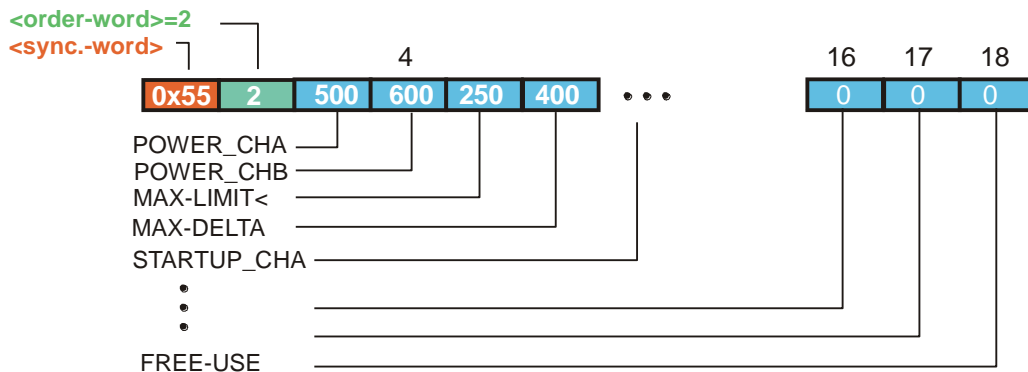 <order-word>=2
<sync.-word>
4 16 17 18
0x55 2 500 600 250 400 0 0 0
POWER_CHA
POWER_CHB
MAX-LIMIT<
MAX-DELTA
STARTUP_CHA
FREE-USE